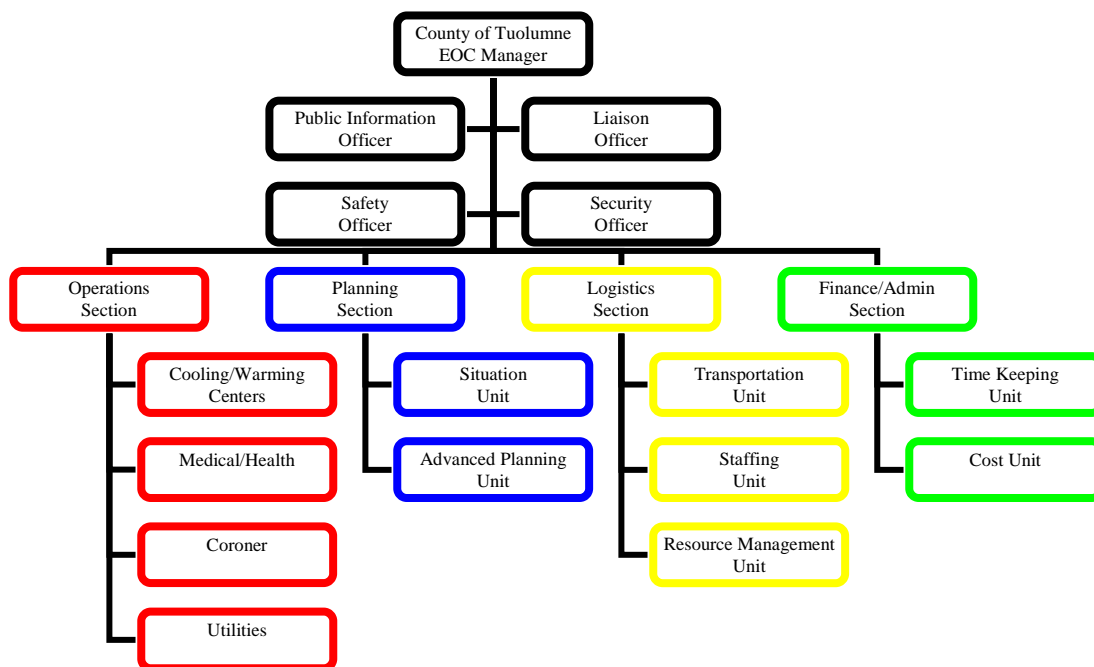 County of Tuolumne
EOC Manager
Public Information
Officer
Liaison
Officer
Safety
Officer
Security
Officer
Operations
Section
Planning
Section
Logistics
Section
Finance/Admin
Section
Cooling/Warming
Centers
Situation
Unit
Transportation
Unit
Time Keeping
Unit
Medical/Health
Advanced Planning
Unit
Staffing
Unit
Cost Unit
Coroner
Resource Management
Unit
Utilities